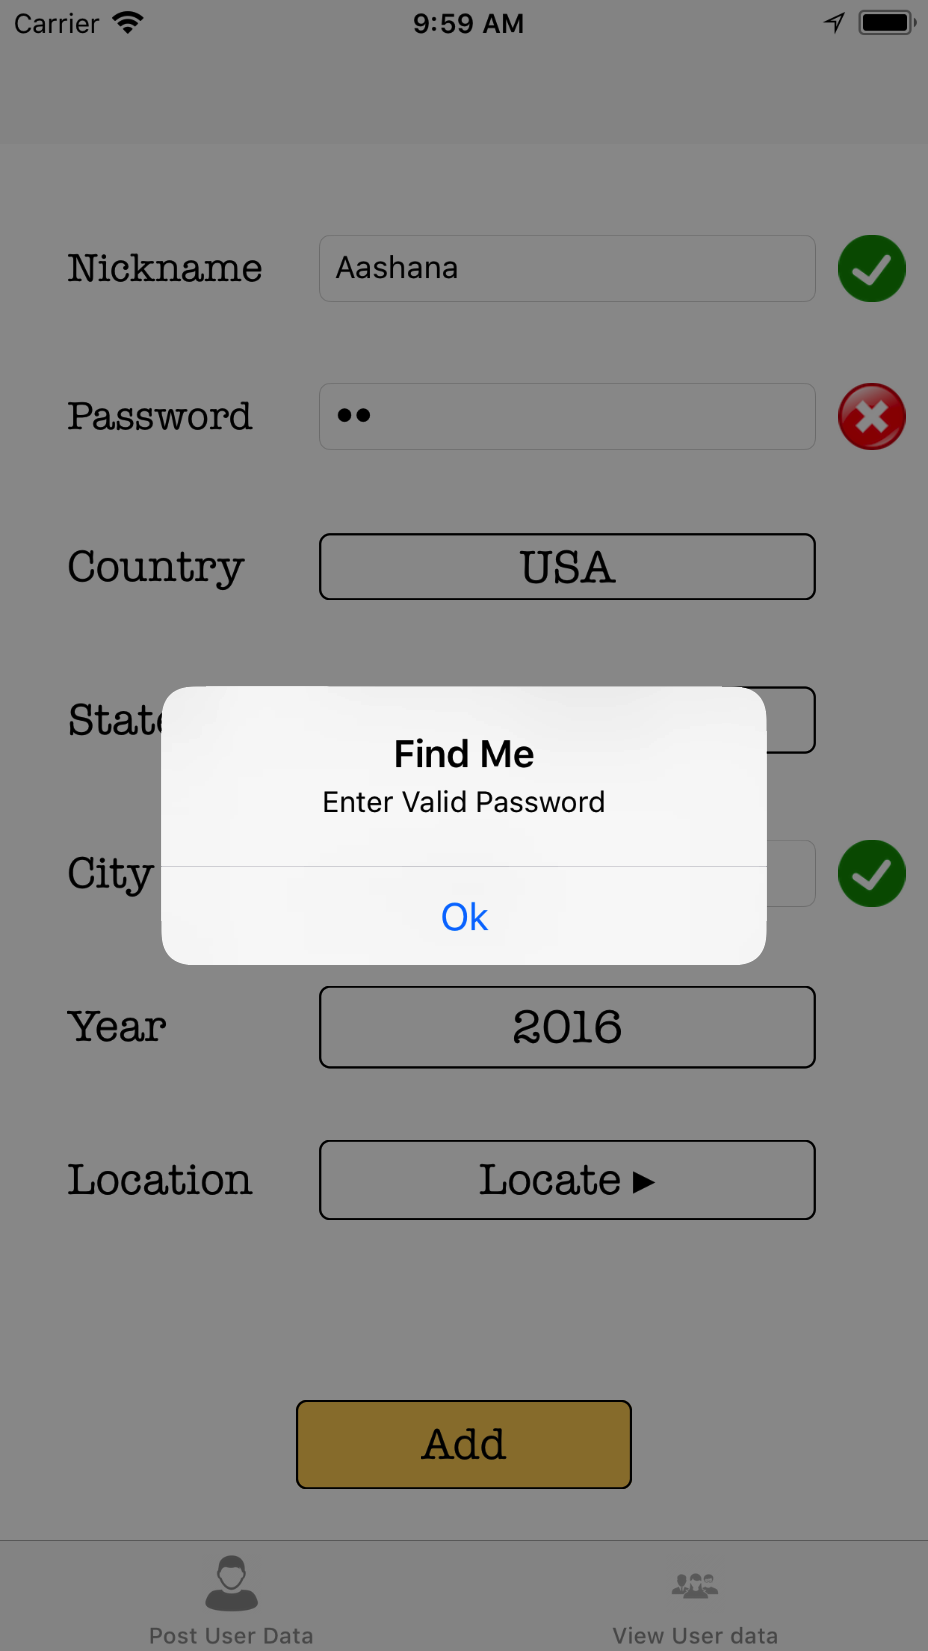 Carrier 9:59 AM
Nickname Aashana
Password ••
Country USA
State
Find Me
Enter Valid Password
City
Ok
Year 2016
Location Locate ▸
Add
Post User Data View User data